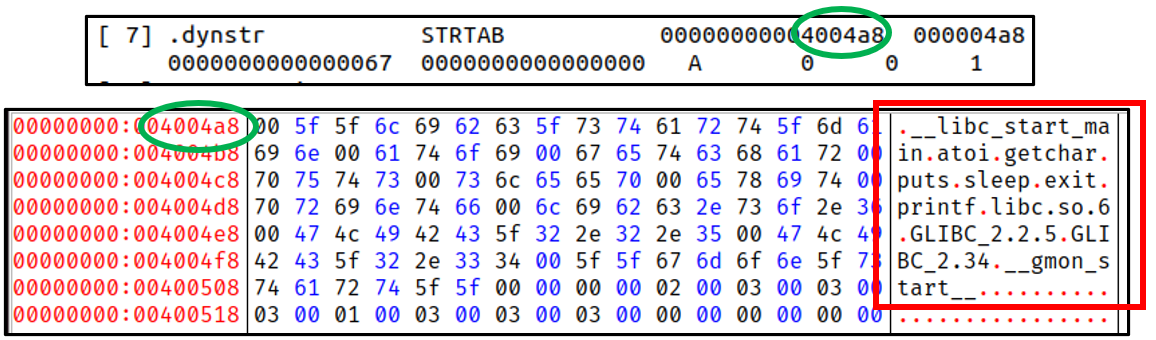 [ 7] .dynstr STRTAB 00000000004004a8 000004a8
0000000000000067 0000000000000000 A 0 0 1
00000000:004004a8 00 5f 5f 6c 69 62 63 5f 73 74 61 72 74 5f 6d 61 .__libc_start_ma
00000000:004004b8 69 6e 00 61 74 6f 69 00 67 65 74 63 68 61 72 00 in.atoi.getchar.
00000000:004004c8 70 75 74 73 00 73 6c 65 65 70 00 65 78 69 74 00 puts.sleep.exit.
00000000:004004d8 70 72 69 6e 74 66 00 6c 69 62 63 2e 73 6f 2e 36 printf.libc.so.6
00000000:004004e8 00 47 4c 49 42 43 5f 32 2e 32 2e 35 00 47 4c 49 .GLIBC_2.2.5.GLI
00000000:004004f8 42 43 5f 32 2e 33 34 00 5f 5f 67 6d 6f 6e 5f 73 BC_2.34.__gmon_s
00000000:00400508 74 61 72 74 5f 5f 00 00 00 00 02 00 03 00 03 00 tart__..........
00000000:00400518 03 00 01 00 03 00 03 00 03 00 00 00 00 00 00 00 ................